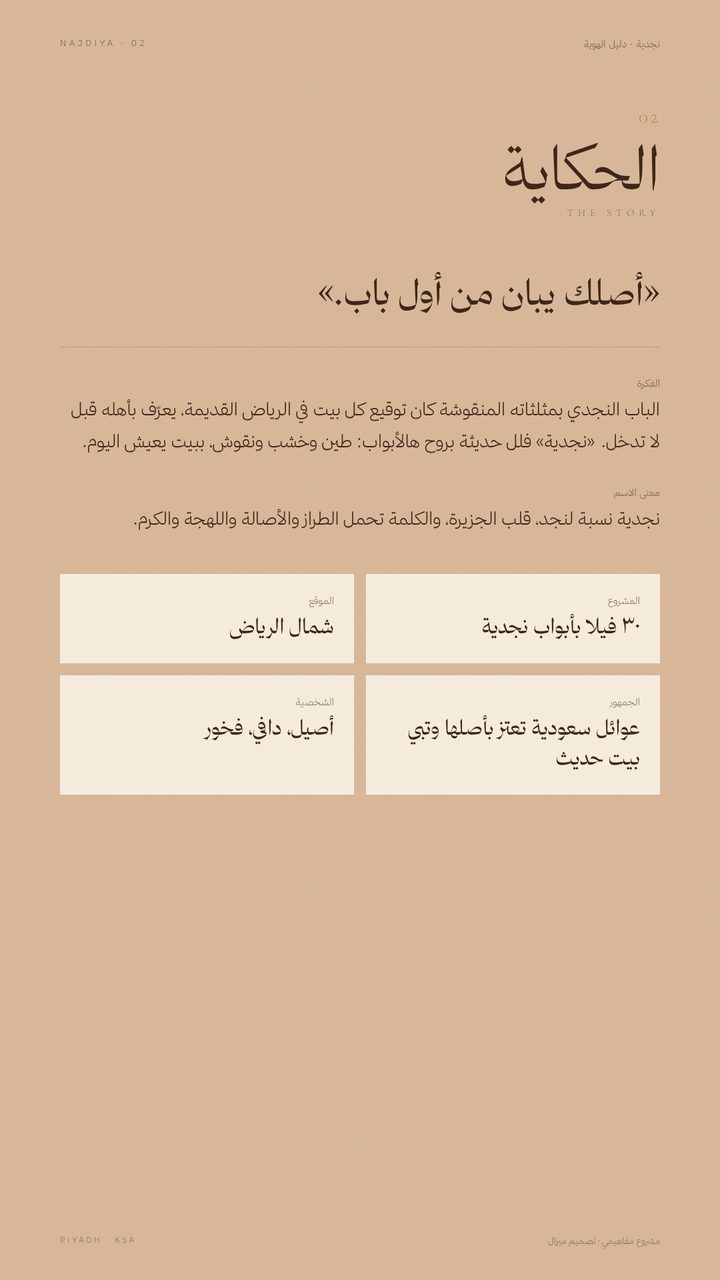 نجدية · دليل الهوية
NAJDIYA · 02
02
الحكاية
THE STORY
«أصلك يبان من أول باب.»
الفكرة
الباب النجدي بمثلثاته المنقوشة كان توقيع كل بيت في الرياض القديمة، يعرّف بأهله قبل
لا تدخل. «نجدية» فلل حديثة بروح هالأبواب: طين وخشب ونقوش، ببيت يعيش اليوم.
معنى الاسم
نجدية نسبة لنجد، قلب الجزيرة، والكلمة تحمل الطراز والأصالة واللهجة والكرم.
المشروع
٣٠ فيلا بأبواب نجدية
الموقع
شمال الرياض
الجمهور
عوائل سعودية تعتز بأصلها وتبي
بيت حديث
الشخصية
أصيل، دافي، فخور
مشروع مفاهيمي · تصميم ميرال
RIYADH · KSA